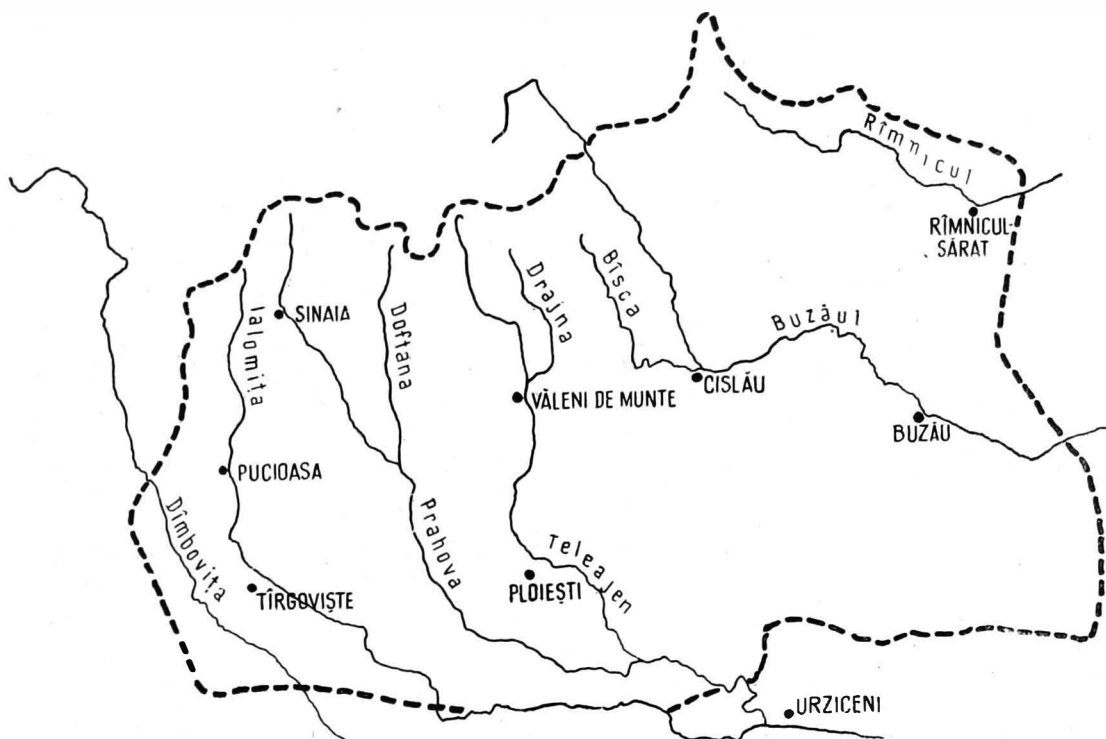 Rîmnicul
RÎMNICUL-
SĂRAT
Ialomița
SINAIA
Doftana
Drajna
Bîsca
Buzăul
CISLĂU
VĂLENI DE MUNTE
BUZĂU
PUCIOASA
Dîmbovița
TÎRGOVIȘTE
Prahova
PLOIEȘTI
Teleajen
URZICENI